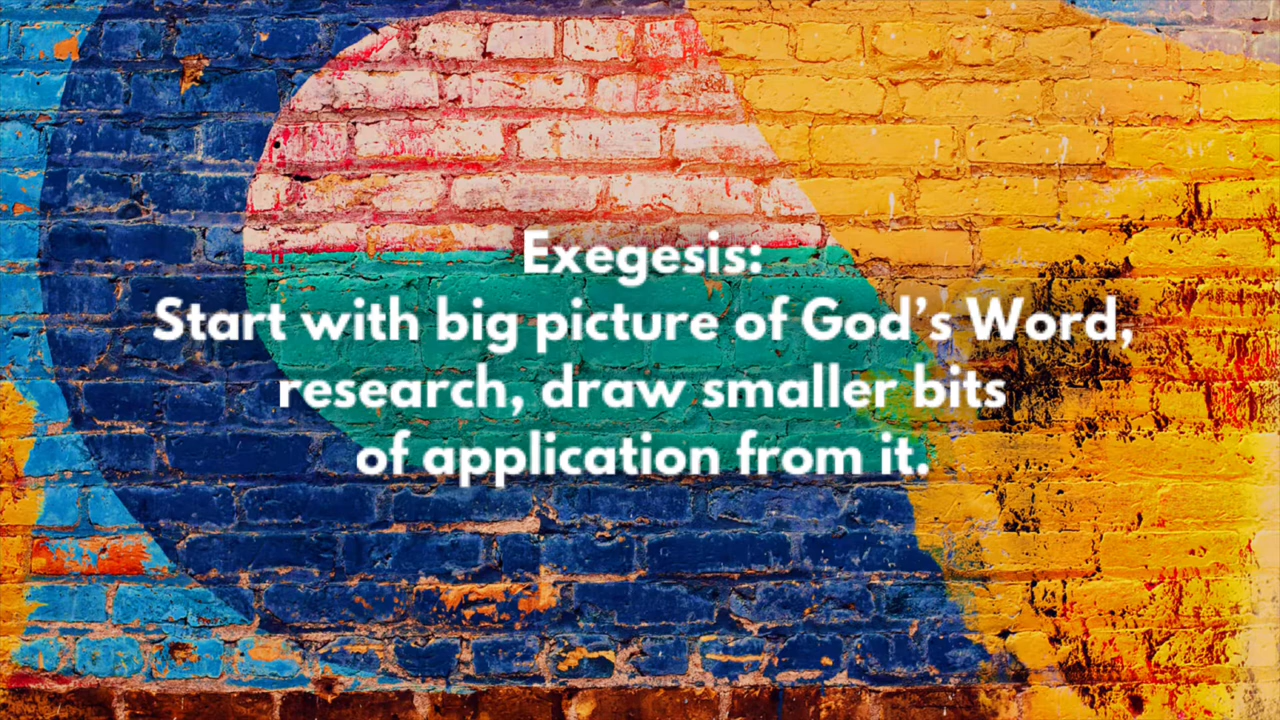 Exegesis:
Start with big picture of God’s Word,
research, draw smaller bits
of application from it.